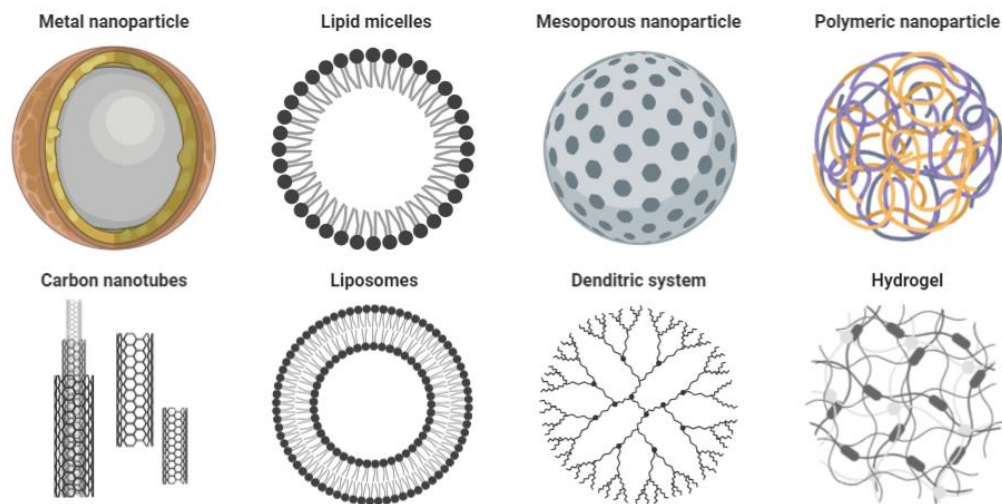 Metal nanoparticle
Lipid micelles
Mesoporous nanoparticle
Polymeric nanoparticle
Carbon nanotubes
Liposomes
Denditric system
Hydrogel